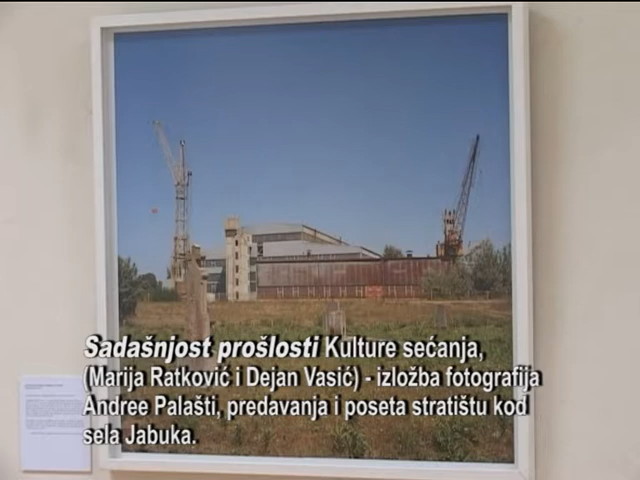 Sadašnjost prošlosti Kulture sećanja,
(Marija Ratković i Dejan Vasić) - izložba fotografija
Andree Palašti, predavanja i poseta stratištu kod
sela Jabuka.